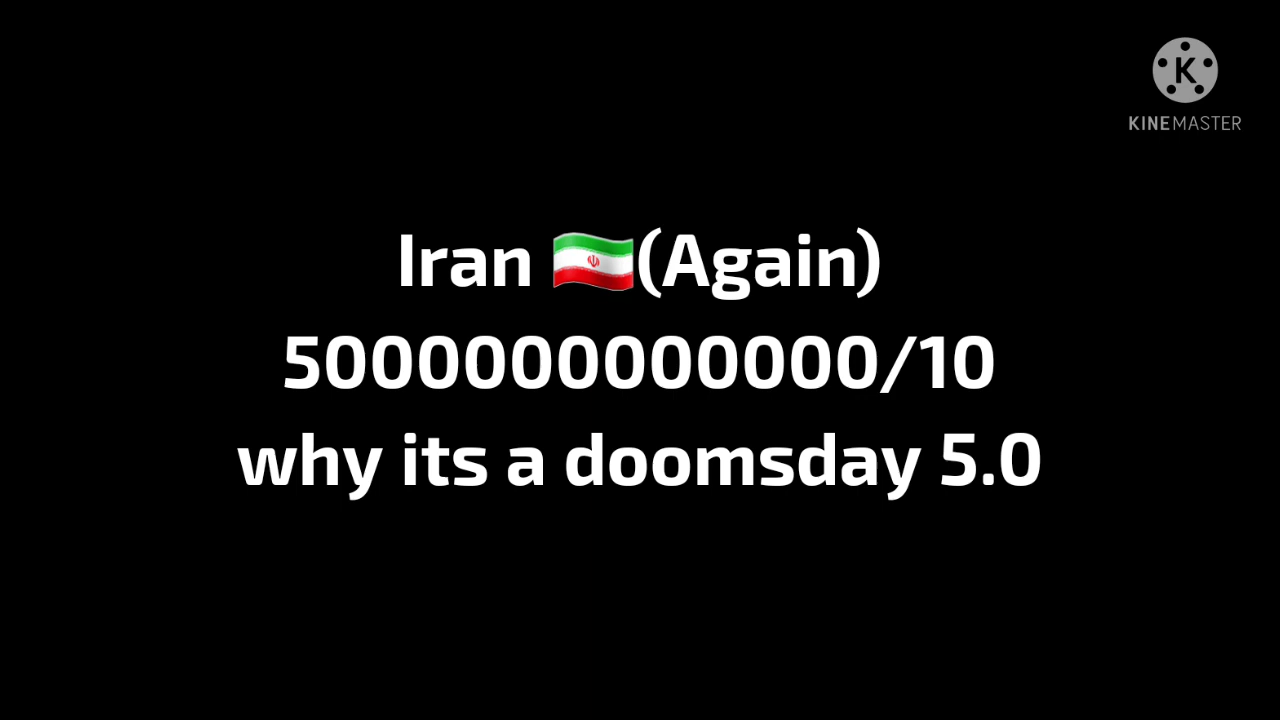 K
KINEMASTER
Iran 🇮🇷(Again)
5000000000000/10
why its a doomsday 5.0